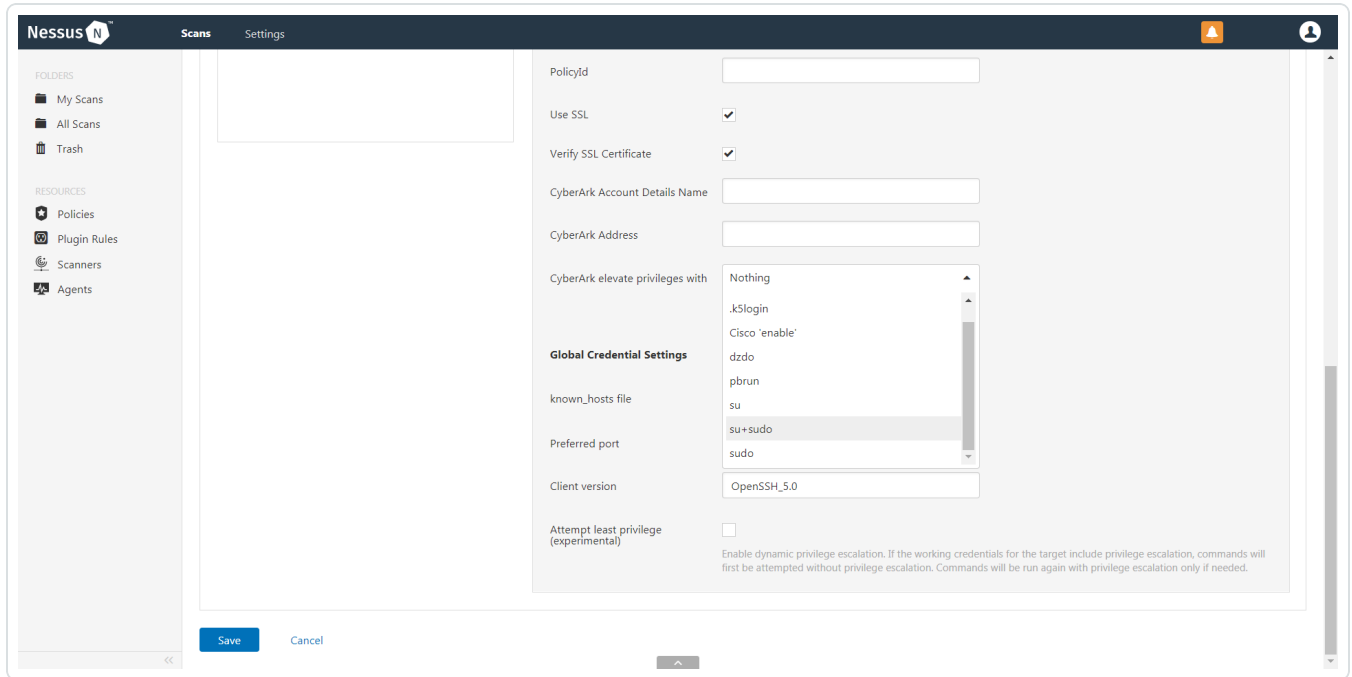 Nessus N ™
Scans
Settings
FOLDERS
My Scans
All Scans
Trash
RESOURCES
Policies
Plugin Rules
Scanners
Agents
PolicyId
Use SSL
Verify SSL Certificate
CyberArk Account Details Name
CyberArk Address
CyberArk elevate privileges with
Nothing
.k5login
Cisco 'enable'
dzdo
pbrun
su
su+sudo
sudo
Global Credential Settings
known_hosts file
Preferred port
Client version
OpenSSH_5.0
Attempt least privilege
(experimental)
Enable dynamic privilege escalation. If the working credentials for the target include privilege escalation, commands will
first be attempted without privilege escalation. Commands will be run again with privilege escalation only if needed.
Save
Cancel